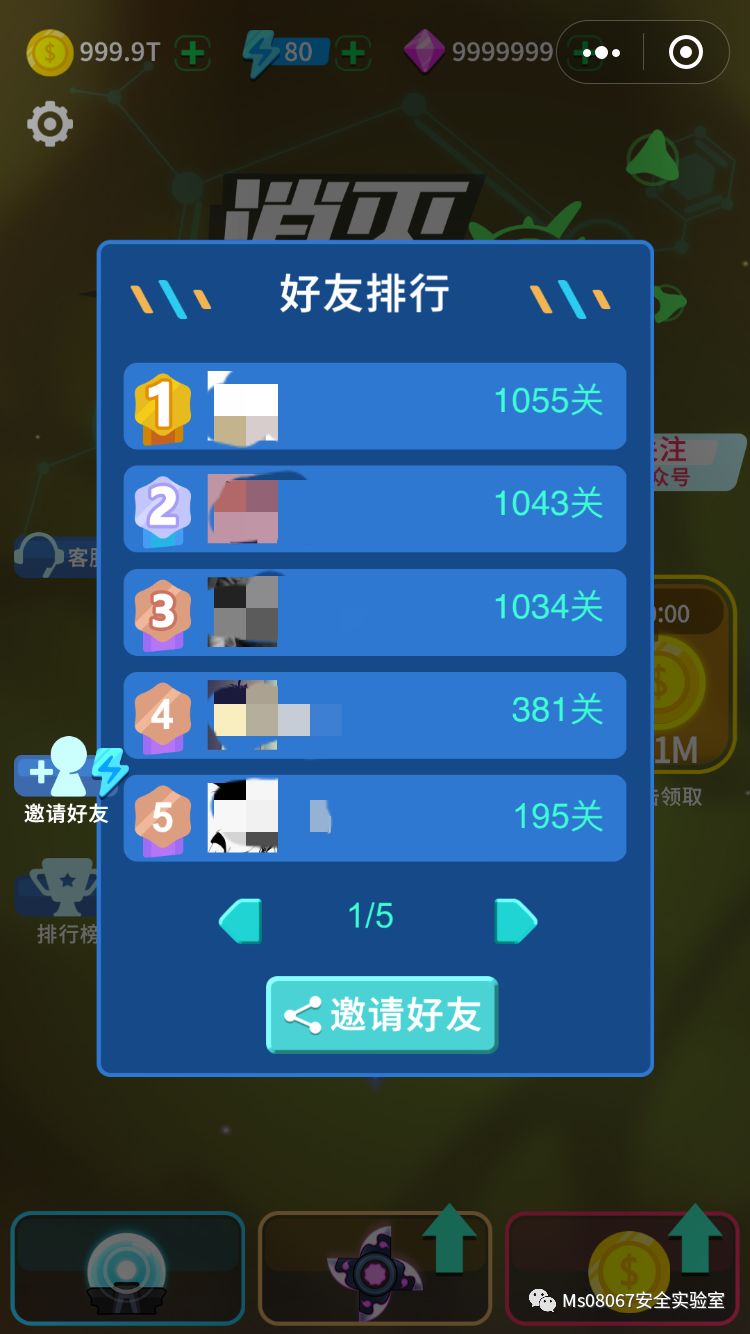 999.9T
80
9999999
消灭
好友排行
1 1055关
2 1043关
3 1034关
4 381关
5 195关
1/5
邀请好友
注
众号
客服
:00
1M
击领取
邀请好友
排行榜
Ms08067安全实验室